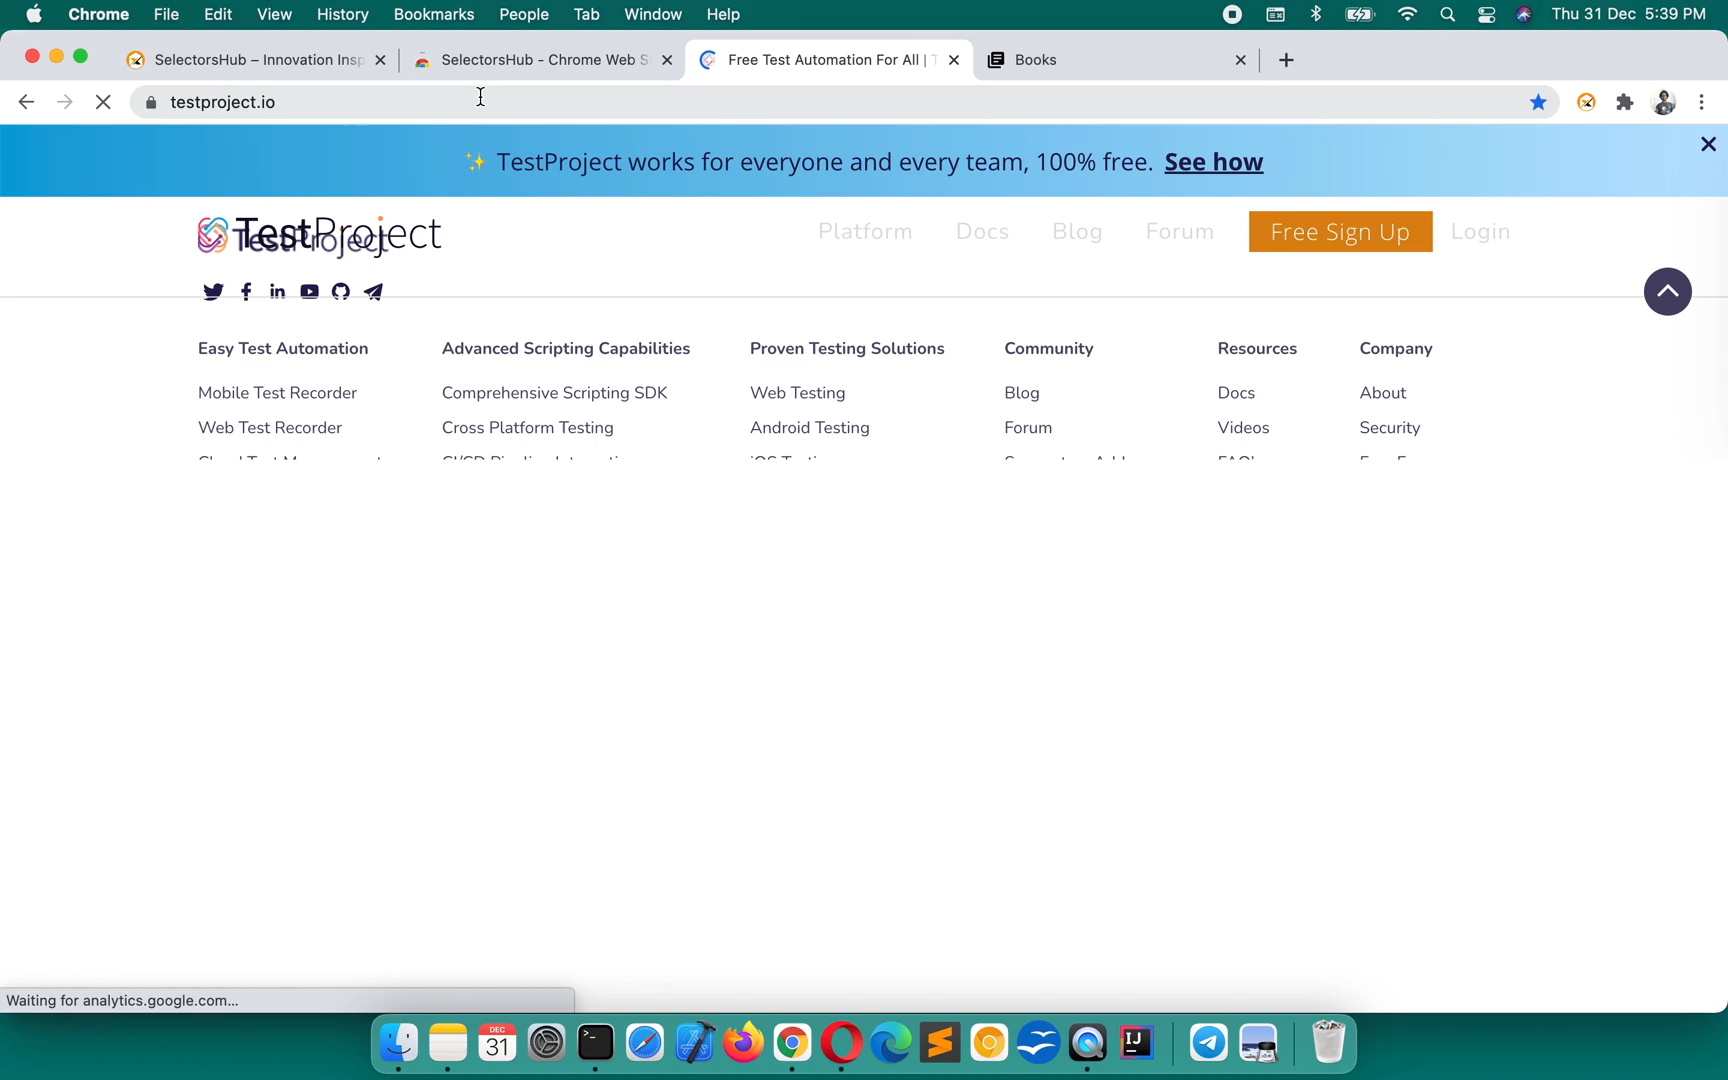 Chrome File Edit View History Bookmarks People Tab Window Help Thu 31 Dec 5:39 PM
SelectorsHub – Innovation Insp SelectorsHub - Chrome Web S Free Test Automation For All | T Books
testproject.io
✨ TestProject works for everyone and every team, 100% free. See how
TestProject Platform Docs Blog Forum Free Sign Up Login
TestProject
Easy Test Automation Advanced Scripting Capabilities Proven Testing Solutions Community Resources Company
Mobile Test Recorder Comprehensive Scripting SDK Web Testing Blog Docs About
Web Test Recorder Cross Platform Testing Android Testing Forum Videos Security
Waiting for analytics.google.com...
DEC
31
IJ